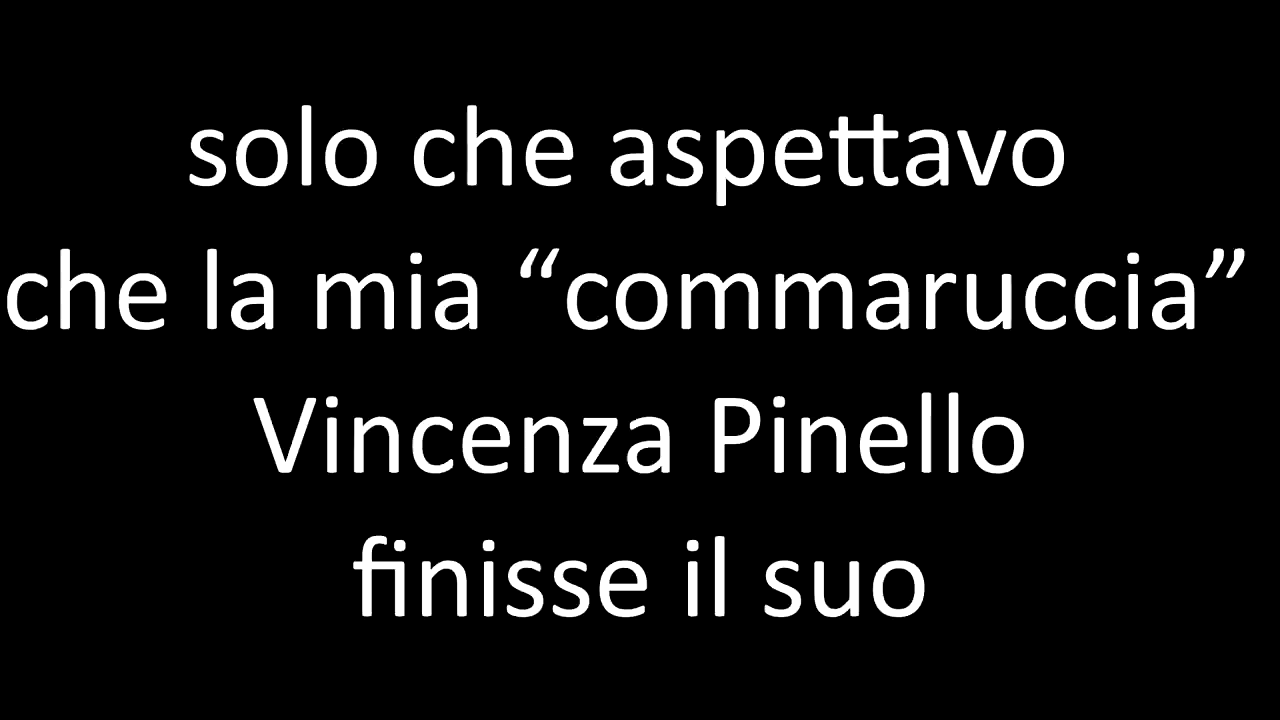 solo che aspettavo
che la mia “commaruccia”
Vincenza Pinello
finisse il suo